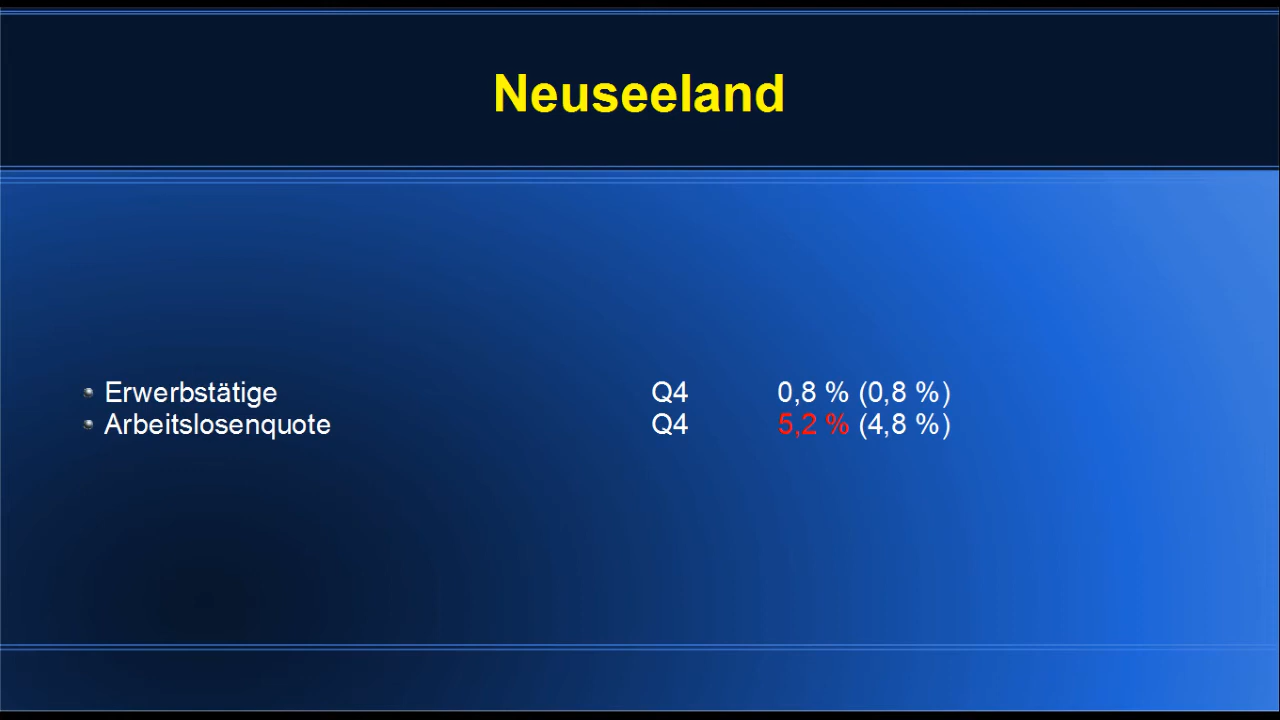 Neuseeland
Erwerbstätige Q4 0,8 % (0,8 %)
Arbeitslosenquote Q4 5,2 % (4,8 %)